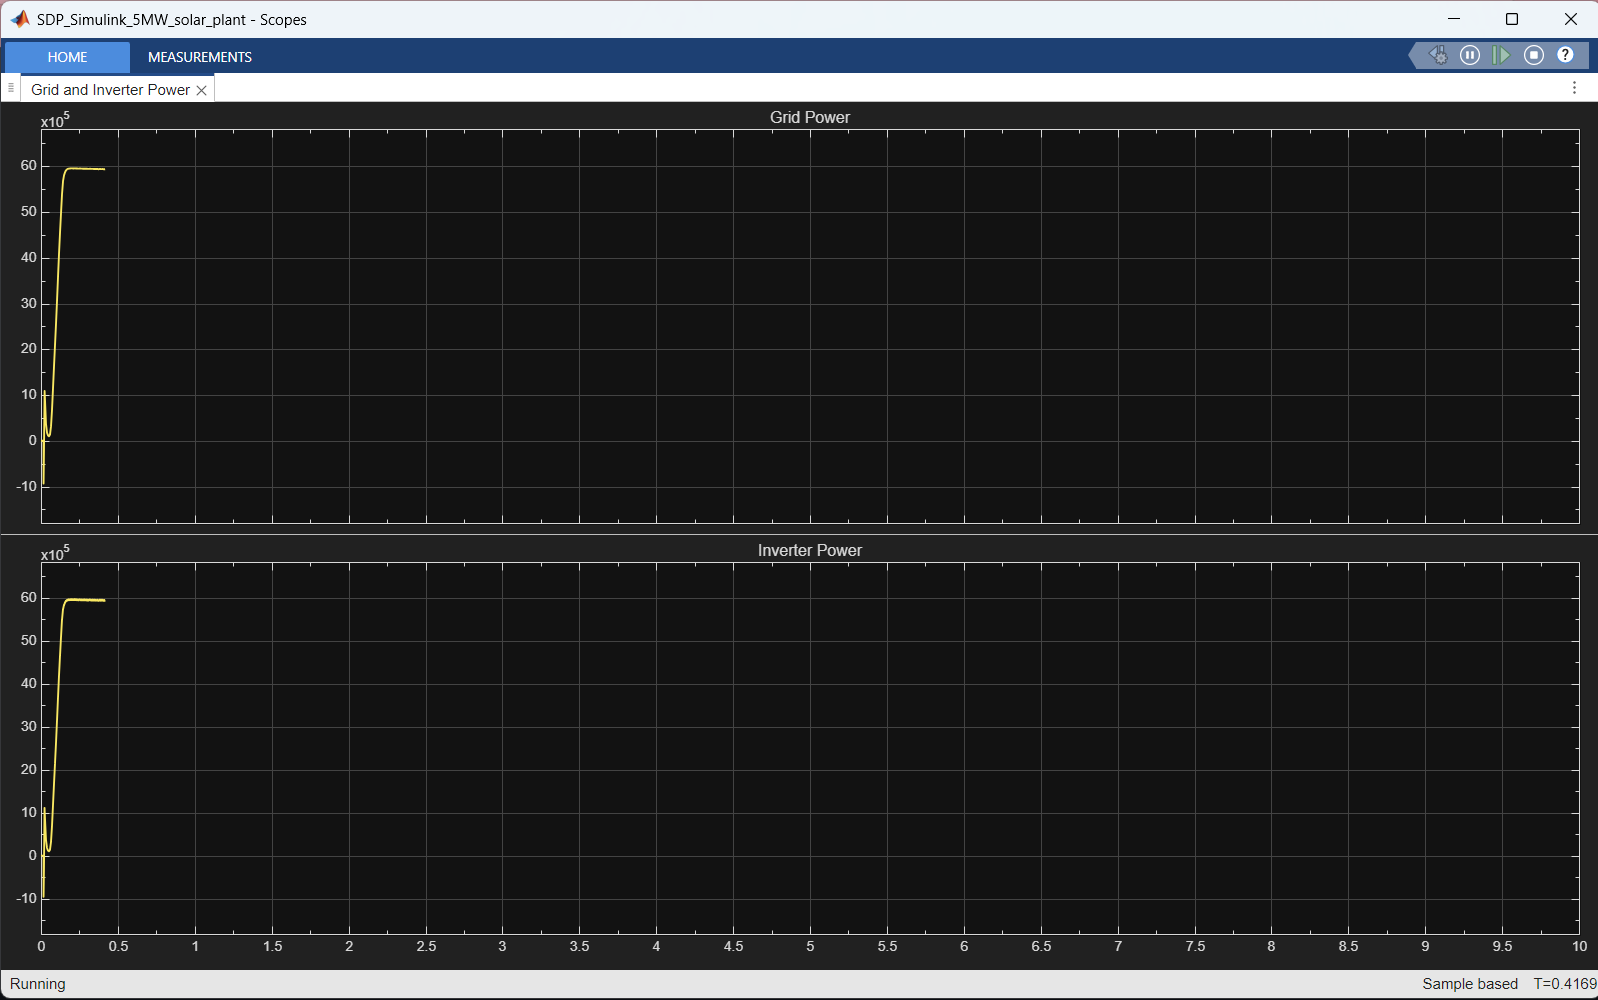 SDP_Simulink_5MW_solar_plant - Scopes
HOME MEASUREMENTS
?
Grid and Inverter Power
Grid Power
x10^5
60
50
40
30
20
10
0
-10
Inverter Power
x10^5
60
50
40
30
20
10
0
-10
0 0.5 1 1.5 2 2.5 3 3.5 4 4.5 5 5.5 6 6.5 7 7.5 8 8.5 9 9.5 10
Running Sample based T=0.4169